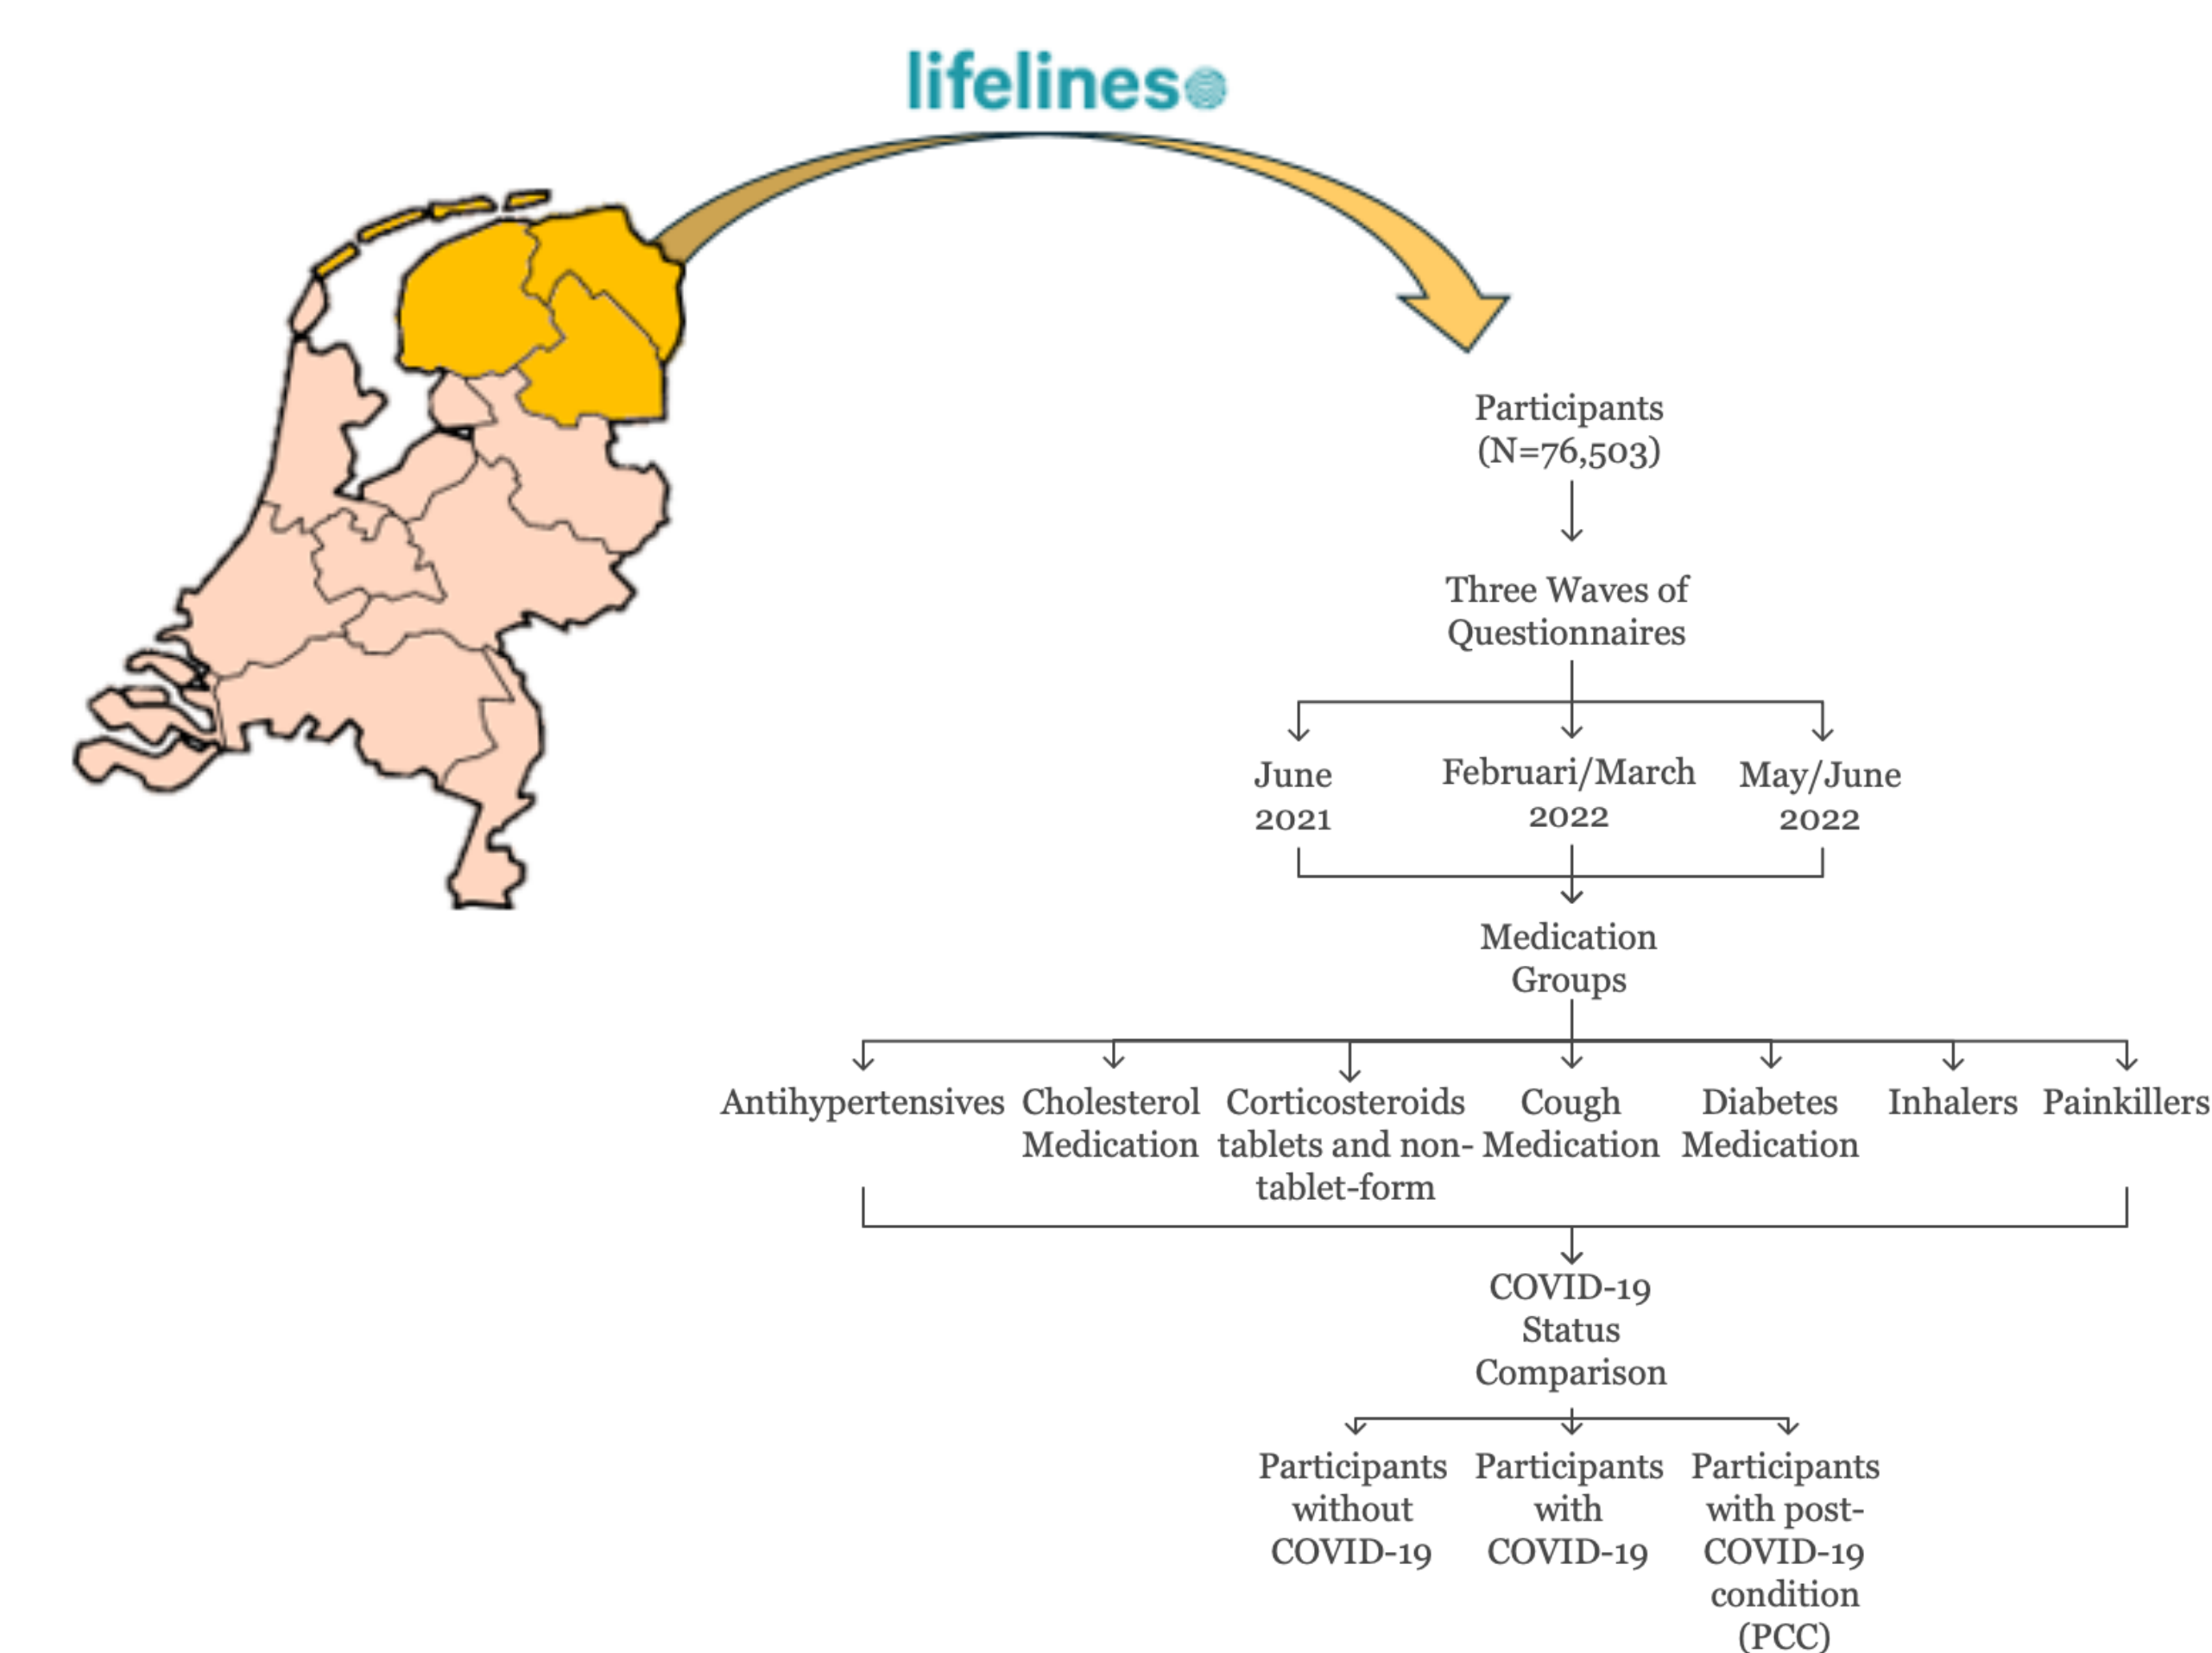 lifelines
Participants
(N=76,503)
Three Waves of
Questionnaires
June
2021
Februari/March
2022
May/June
2022
Medication
Groups
Antihypertensives
Cholesterol
Medication
Corticosteroids
tablets and non-
tablet-form
Cough
Medication
Diabetes
Medication
Inhalers
Painkillers
COVID-19
Status
Comparison
Participants
without
COVID-19
Participants
with
COVID-19
Participants
with post-
COVID-19
condition
(PCC)